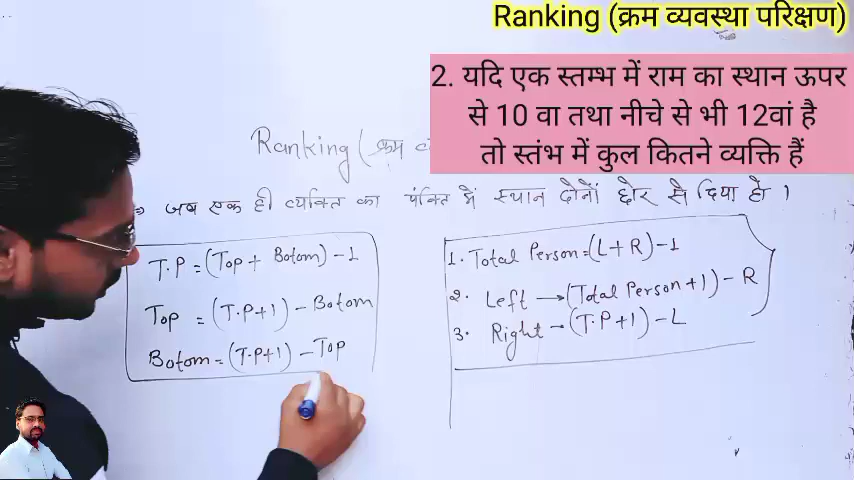 Ranking (क्रम व्यवस्था परिक्षण)
2. यदि एक स्तम्भ में राम का स्थान ऊपर
से 10 वा तथा नीचे से भी 12वां है
तो स्तंभ में कुल कितने व्यक्ति हैं
Ranking (क्रम
⇒ जब एक ही व्यक्ति का पंक्ति में स्थान दोनों छोर से दिया हो ।
T.P = (Top + Botom) - 1
Top = (T.P+1) - Botom
Botom = (T.P+1) - Top
1. Total Person = (L+R) - 1
2. Left → (Total Person + 1) - R
3. Right - (T.P+1) - L